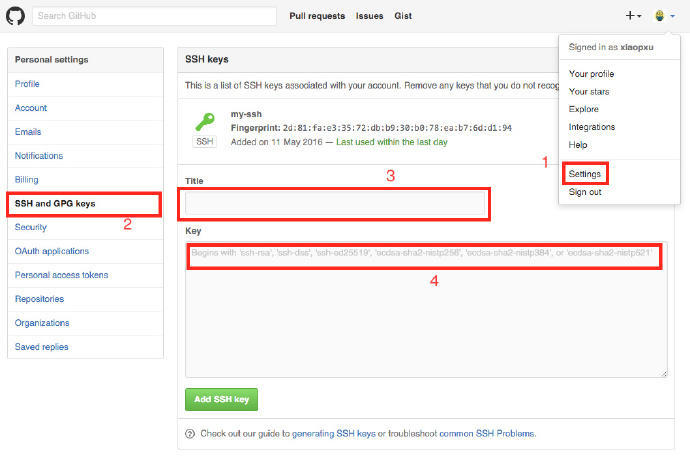 Search GitHub
Pull requests Issues Gist
Signed in as xiaopxu
Your profile
Your stars
Explore
Integrations
Help
1
Settings
Sign out
Personal settings
Profile
Account
Emails
Notifications
Billing
SSH and GPG keys
2
Security
OAuth applications
Personal access tokens
Repositories
Organizations
Saved replies
SSH keys
This is a list of SSH keys associated with your account. Remove any keys that you do not recog
my-ssh
Fingerprint: 2d:81:fa:e3:35:72:db:b9:30:b0:78:ea:b7:6d:d1:94
SSH
Added on 11 May 2016 — Last used within the last day
3
Title
Key
Begins with 'ssh-rsa', 'ssh-dss', 'ssh-ed25519', 'ecdsa-sha2-nistp256', 'ecdsa-sha2-nistp384', or 'ecdsa-sha2-nistp521'
4
Add SSH key
Check out our guide to generating SSH keys or troubleshoot common SSH Problems.